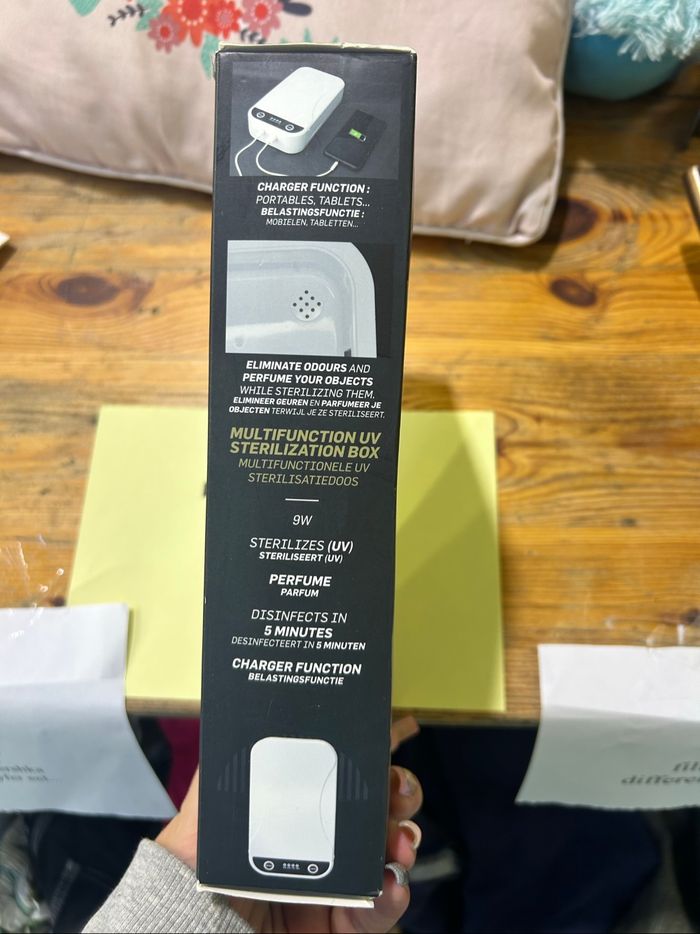 CHARGER FUNCTION :
PORTABLES, TABLETS...
BELASTINGSFUNCTIE :
MOBIELEN, TABLETTEN...
ELIMINATE ODOURS AND
PERFUME YOUR OBJECTS
WHILE STERILIZING THEM.
ELIMINEER GEUREN EN PARFUMEER JE
OBJECTEN TERWIJL JE ZE STERILISEERT.
MULTIFUNCTION UV
STERILIZATION BOX
MULTIFUNCTIONELE UV
STERILISATIEDOOS
9W
STERILIZES (UV)
STERILISEERT (UV)
PERFUME
PARFUM
DISINFECTS IN
5 MINUTES
DESINFECTEERT IN 5 MINUTEN
CHARGER FUNCTION
BELASTINGSFUNCTIE